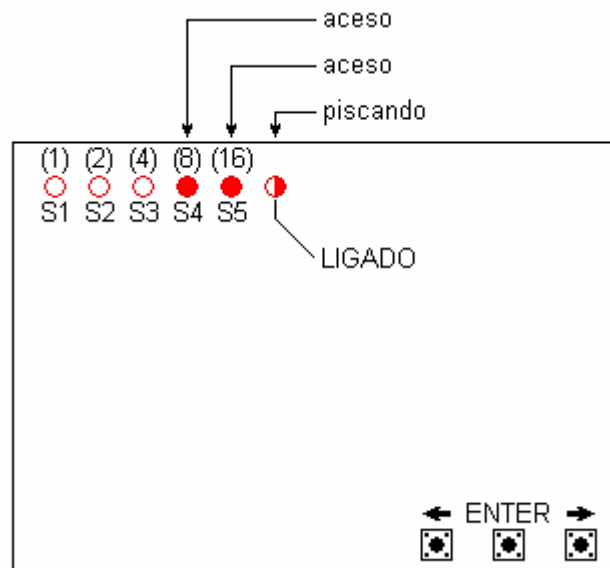 aceso
aceso
piscando
(1) (2) (4) (8) (16)
S1 S2 S3 S4 S5
LIGADO
ENTER